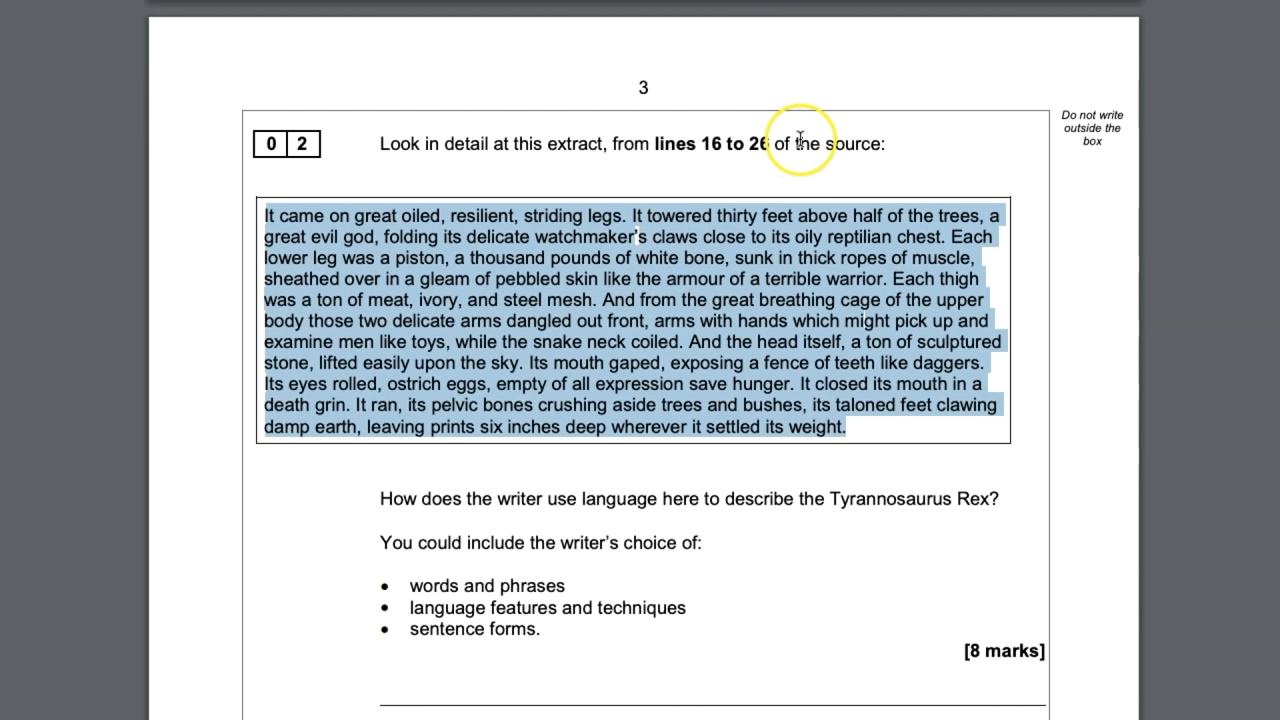 3
Do not write
outside the
box
0 2 Look in detail at this extract, from lines 16 to 26 of the source:
It came on great oiled, resilient, striding legs. It towered thirty feet above half of the trees, a
great evil god, folding its delicate watchmaker's claws close to its oily reptilian chest. Each
lower leg was a piston, a thousand pounds of white bone, sunk in thick ropes of muscle,
sheathed over in a gleam of pebbled skin like the armour of a terrible warrior. Each thigh
was a ton of meat, ivory, and steel mesh. And from the great breathing cage of the upper
body those two delicate arms dangled out front, arms with hands which might pick up and
examine men like toys, while the snake neck coiled. And the head itself, a ton of sculptured
stone, lifted easily upon the sky. Its mouth gaped, exposing a fence of teeth like daggers.
Its eyes rolled, ostrich eggs, empty of all expression save hunger. It closed its mouth in a
death grin. It ran, its pelvic bones crushing aside trees and bushes, its taloned feet clawing
damp earth, leaving prints six inches deep wherever it settled its weight.
How does the writer use language here to describe the Tyrannosaurus Rex?
You could include the writer's choice of:
• words and phrases
• language features and techniques
• sentence forms.
[8 marks]